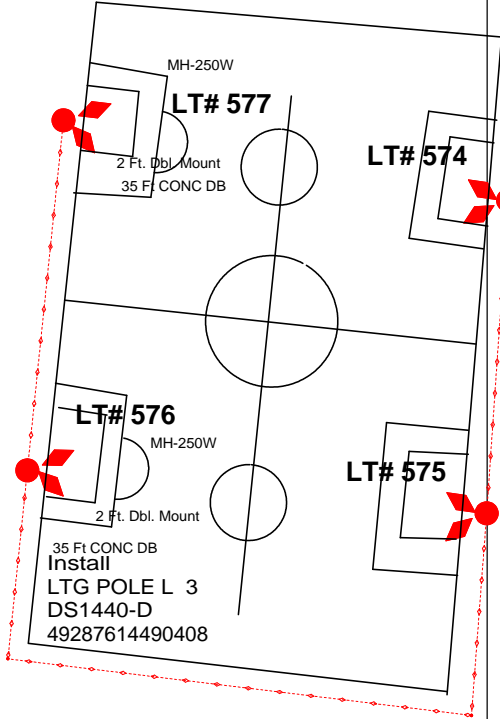 MH-250W
LT# 577
LT# 574
2 Ft. Dbl. Mount
35 Ft CONC DB
LT# 576
MH-250W
LT# 575
2 Ft. Dbl. Mount
35 Ft CONC DB
Install
LTG POLE L 3
DS1440-D
49287614490408